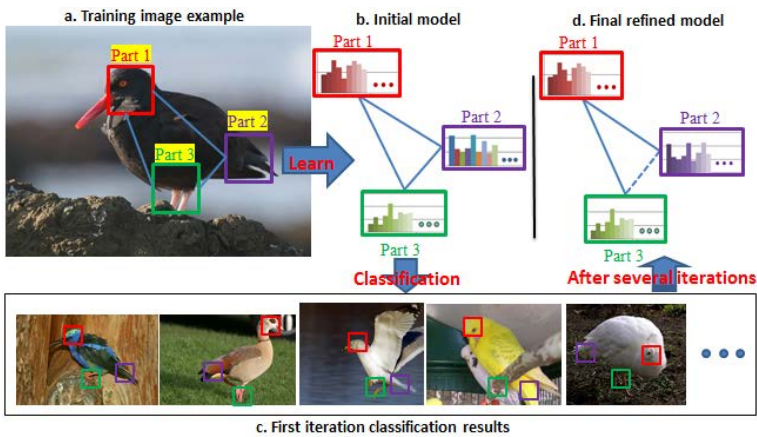 a. Training image example
b. Initial model
d. Final refined model
Part 1
Part 2
Part 3
Learn
Part 1
Part 2
Part 3
Part 1
Part 2
Part 3
Classification
After several iterations
c. First iteration classification results